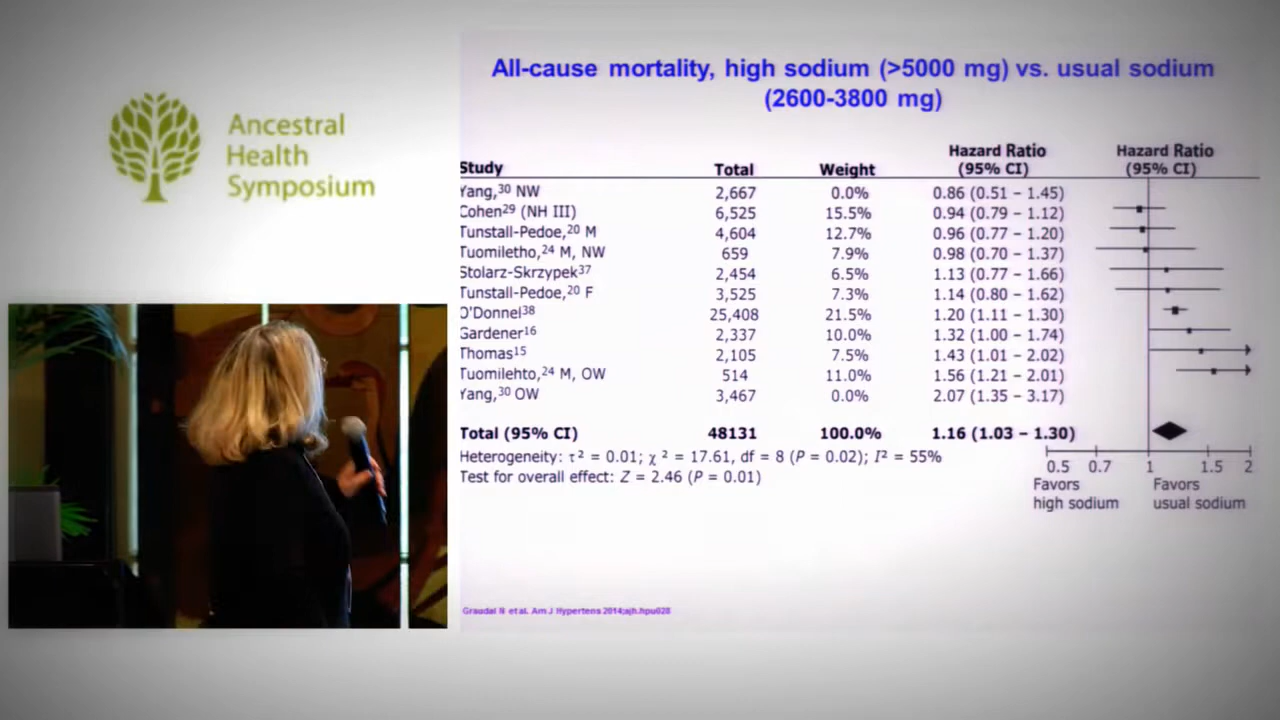 Ancestral
Health
Symposium
All-cause mortality, high sodium (>5000 mg) vs. usual sodium
(2600-3800 mg)
Hazard Ratio Hazard Ratio
Study Total Weight (95% CI) (95% CI)
Yang,³⁰ NW 2,667 0.0% 0.86 (0.51 – 1.45)
Cohen²⁹ (NH III) 6,525 15.5% 0.94 (0.79 – 1.12)
Tunstall-Pedoe,²⁰ M 4,604 12.7% 0.96 (0.77 – 1.20)
Tuomiletho,²⁴ M, NW 659 7.9% 0.98 (0.70 – 1.37)
Stolarz-Skrzypek³⁷ 2,454 6.5% 1.13 (0.77 – 1.66)
Tunstall-Pedoe,²⁰ F 3,525 7.3% 1.14 (0.80 – 1.62)
O'Donnel³⁸ 25,408 21.5% 1.20 (1.11 – 1.30)
Gardener¹⁶ 2,337 10.0% 1.32 (1.00 – 1.74)
Thomas¹⁵ 2,105 7.5% 1.43 (1.01 – 2.02)
Tuomilehto,²⁴ M, OW 514 11.0% 1.56 (1.21 – 2.01)
Yang,³⁰ OW 3,467 0.0% 2.07 (1.35 – 3.17)
Total (95% CI) 48131 100.0% 1.16 (1.03 – 1.30)
Heterogeneity: τ² = 0.01; χ² = 17.61, df = 8 (P = 0.02); I² = 55%
Test for overall effect: Z = 2.46 (P = 0.01)
0.5 0.7 1 1.5 2
Favors Favors
high sodium usual sodium
Graudal N et al. Am J Hypertens 2014;ajh.hpu028